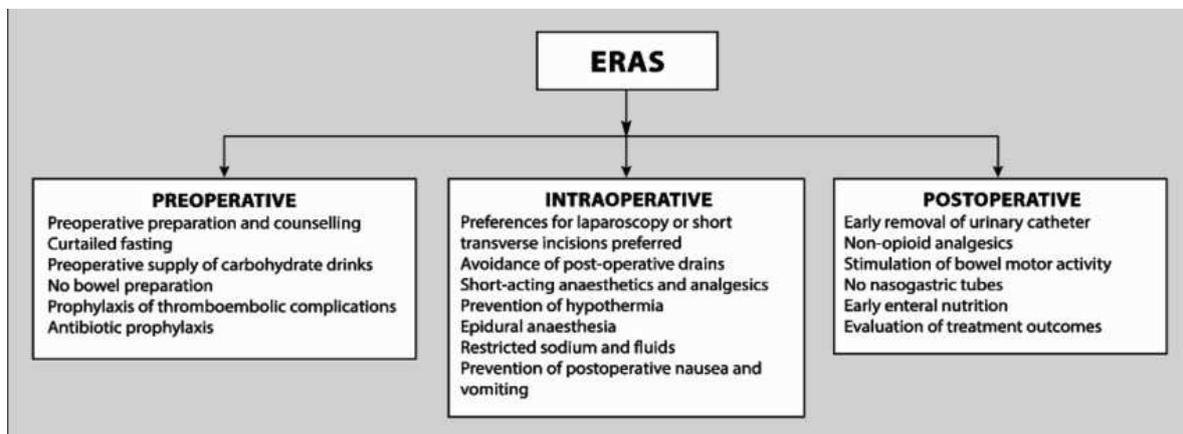 ERAS
PREOPERATIVE
Preoperative preparation and counselling
Curtailed fasting
Preoperative supply of carbohydrate drinks
No bowel preparation
Prophylaxis of thromboembolic complications
Antibiotic prophylaxis
INTRAOPERATIVE
Preferences for laparoscopy or short
transverse incisions preferred
Avoidance of post-operative drains
Short-acting anaesthetics and analgesics
Prevention of hypothermia
Epidural anaesthesia
Restricted sodium and fluids
Prevention of postoperative nausea and
vomiting
POSTOPERATIVE
Early removal of urinary catheter
Non-opioid analgesics
Stimulation of bowel motor activity
No nasogastric tubes
Early enteral nutrition
Evaluation of treatment outcomes